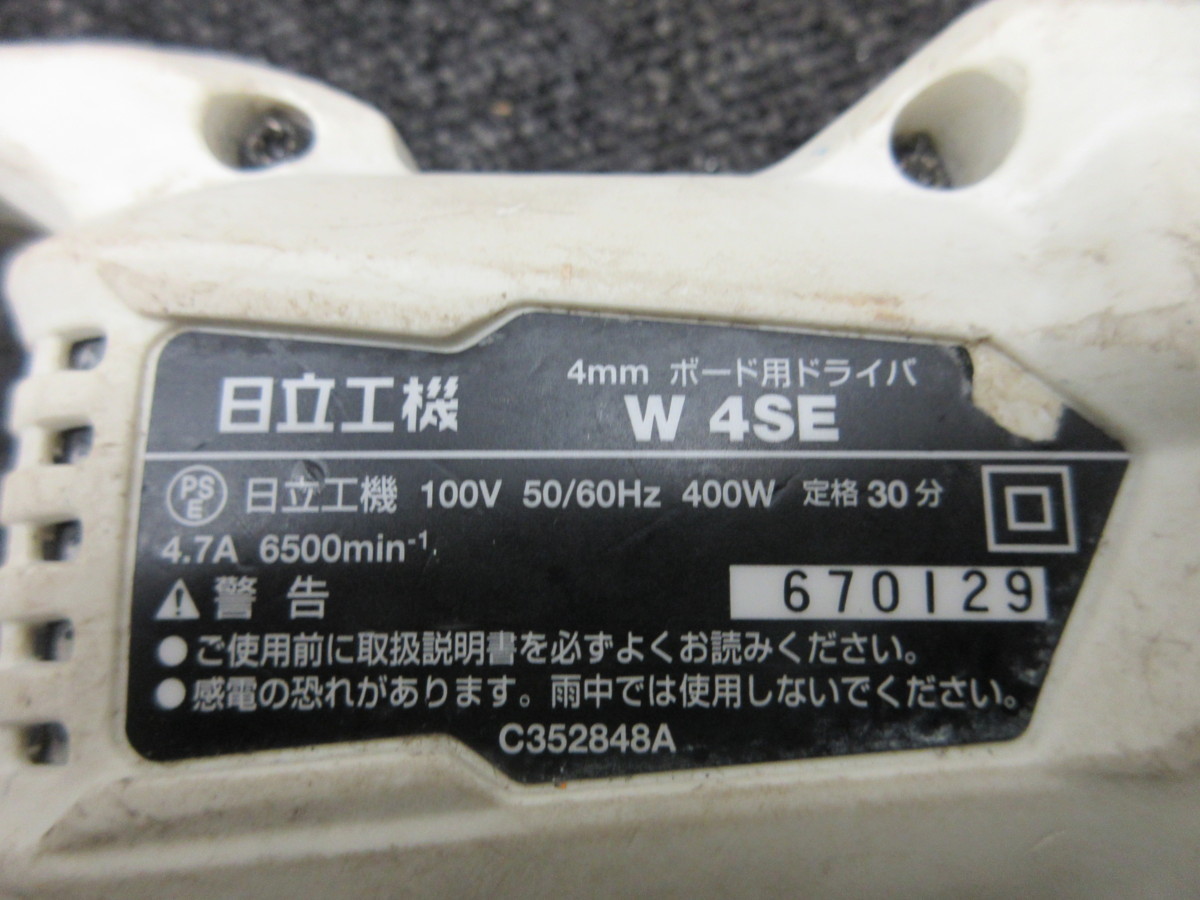 日立工機
4mm ボード用ドライバ
W 4SE
PSE 日立工機 100V 50/60Hz 400W 定格 30 分
4.7A 6500min-1
警告
670129
●ご使用前に取扱説明書を必ずよくお読みください。
●感電の恐れがあります。雨中では使用しないでください。
C352848A